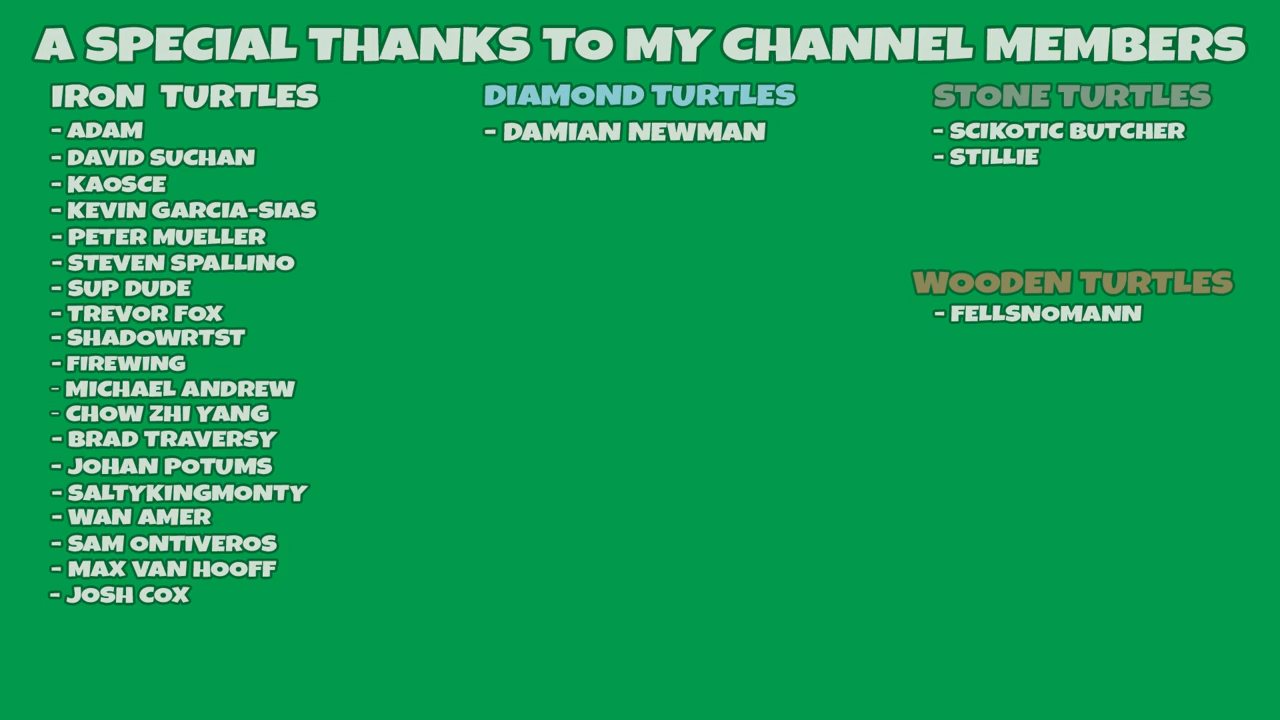 A SPECIAL THANKS TO MY CHANNEL MEMBERS
IRON TURTLES
- ADAM
- DAVID SUCHAN
- KAOSCE
- KEVIN GARCIA-SIAS
- PETER MUELLER
- STEVEN SPALLINO
- SUP DUDE
- TREVOR FOX
- SHADOWRTST
- FIREWING
- MICHAEL ANDREW
- CHOW ZHI YANG
- BRAD TRAVERSY
- JOHAN POTUMS
- SALTYKINGMONTY
- WAN AMER
- SAM ONTIVEROS
- MAX VAN HOOFF
- JOSH COX
DIAMOND TURTLES
- DAMIAN NEWMAN
STONE TURTLES
- SCIKOTIC BUTCHER
- STILLIE
WOODEN TURTLES
- FELLSNOMANN